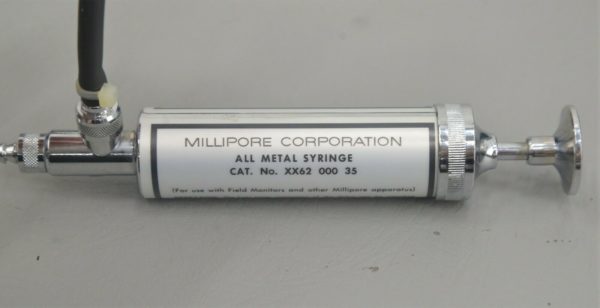 MILLIPORE CORPORATION
ALL METAL SYRINGE
CAT. No. XX62 000 35
(For use with Field Monitors and other Millipore apparatus)